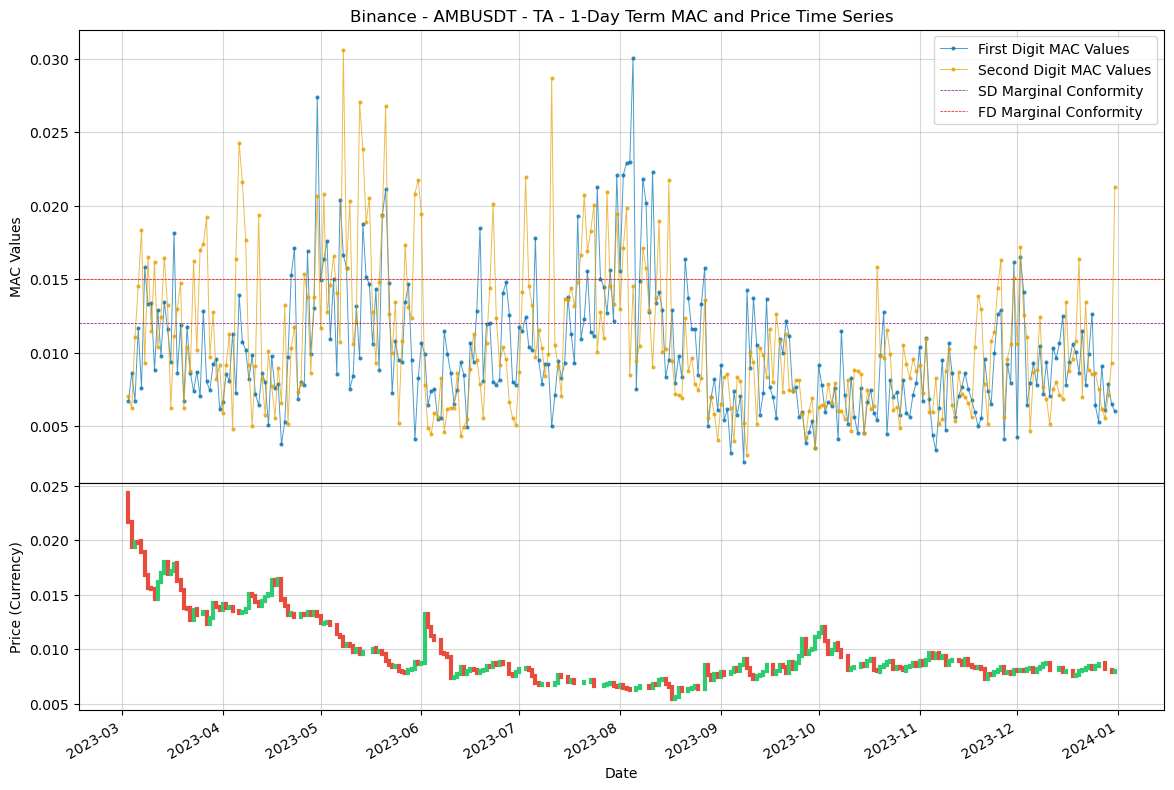 Binance - AMBUSDT - TA - 1-Day Term MAC and Price Time Series
First Digit MAC Values
Second Digit MAC Values
SD Marginal Conformity
FD Marginal Conformity
MAC Values
0.030
0.025
0.020
0.015
0.010
0.005
Price (Currency)
0.025
0.020
0.015
0.010
0.005
2023-03
2023-04
2023-05
2023-06
2023-07
2023-08
2023-09
2023-10
2023-11
2023-12
2024-01
Date